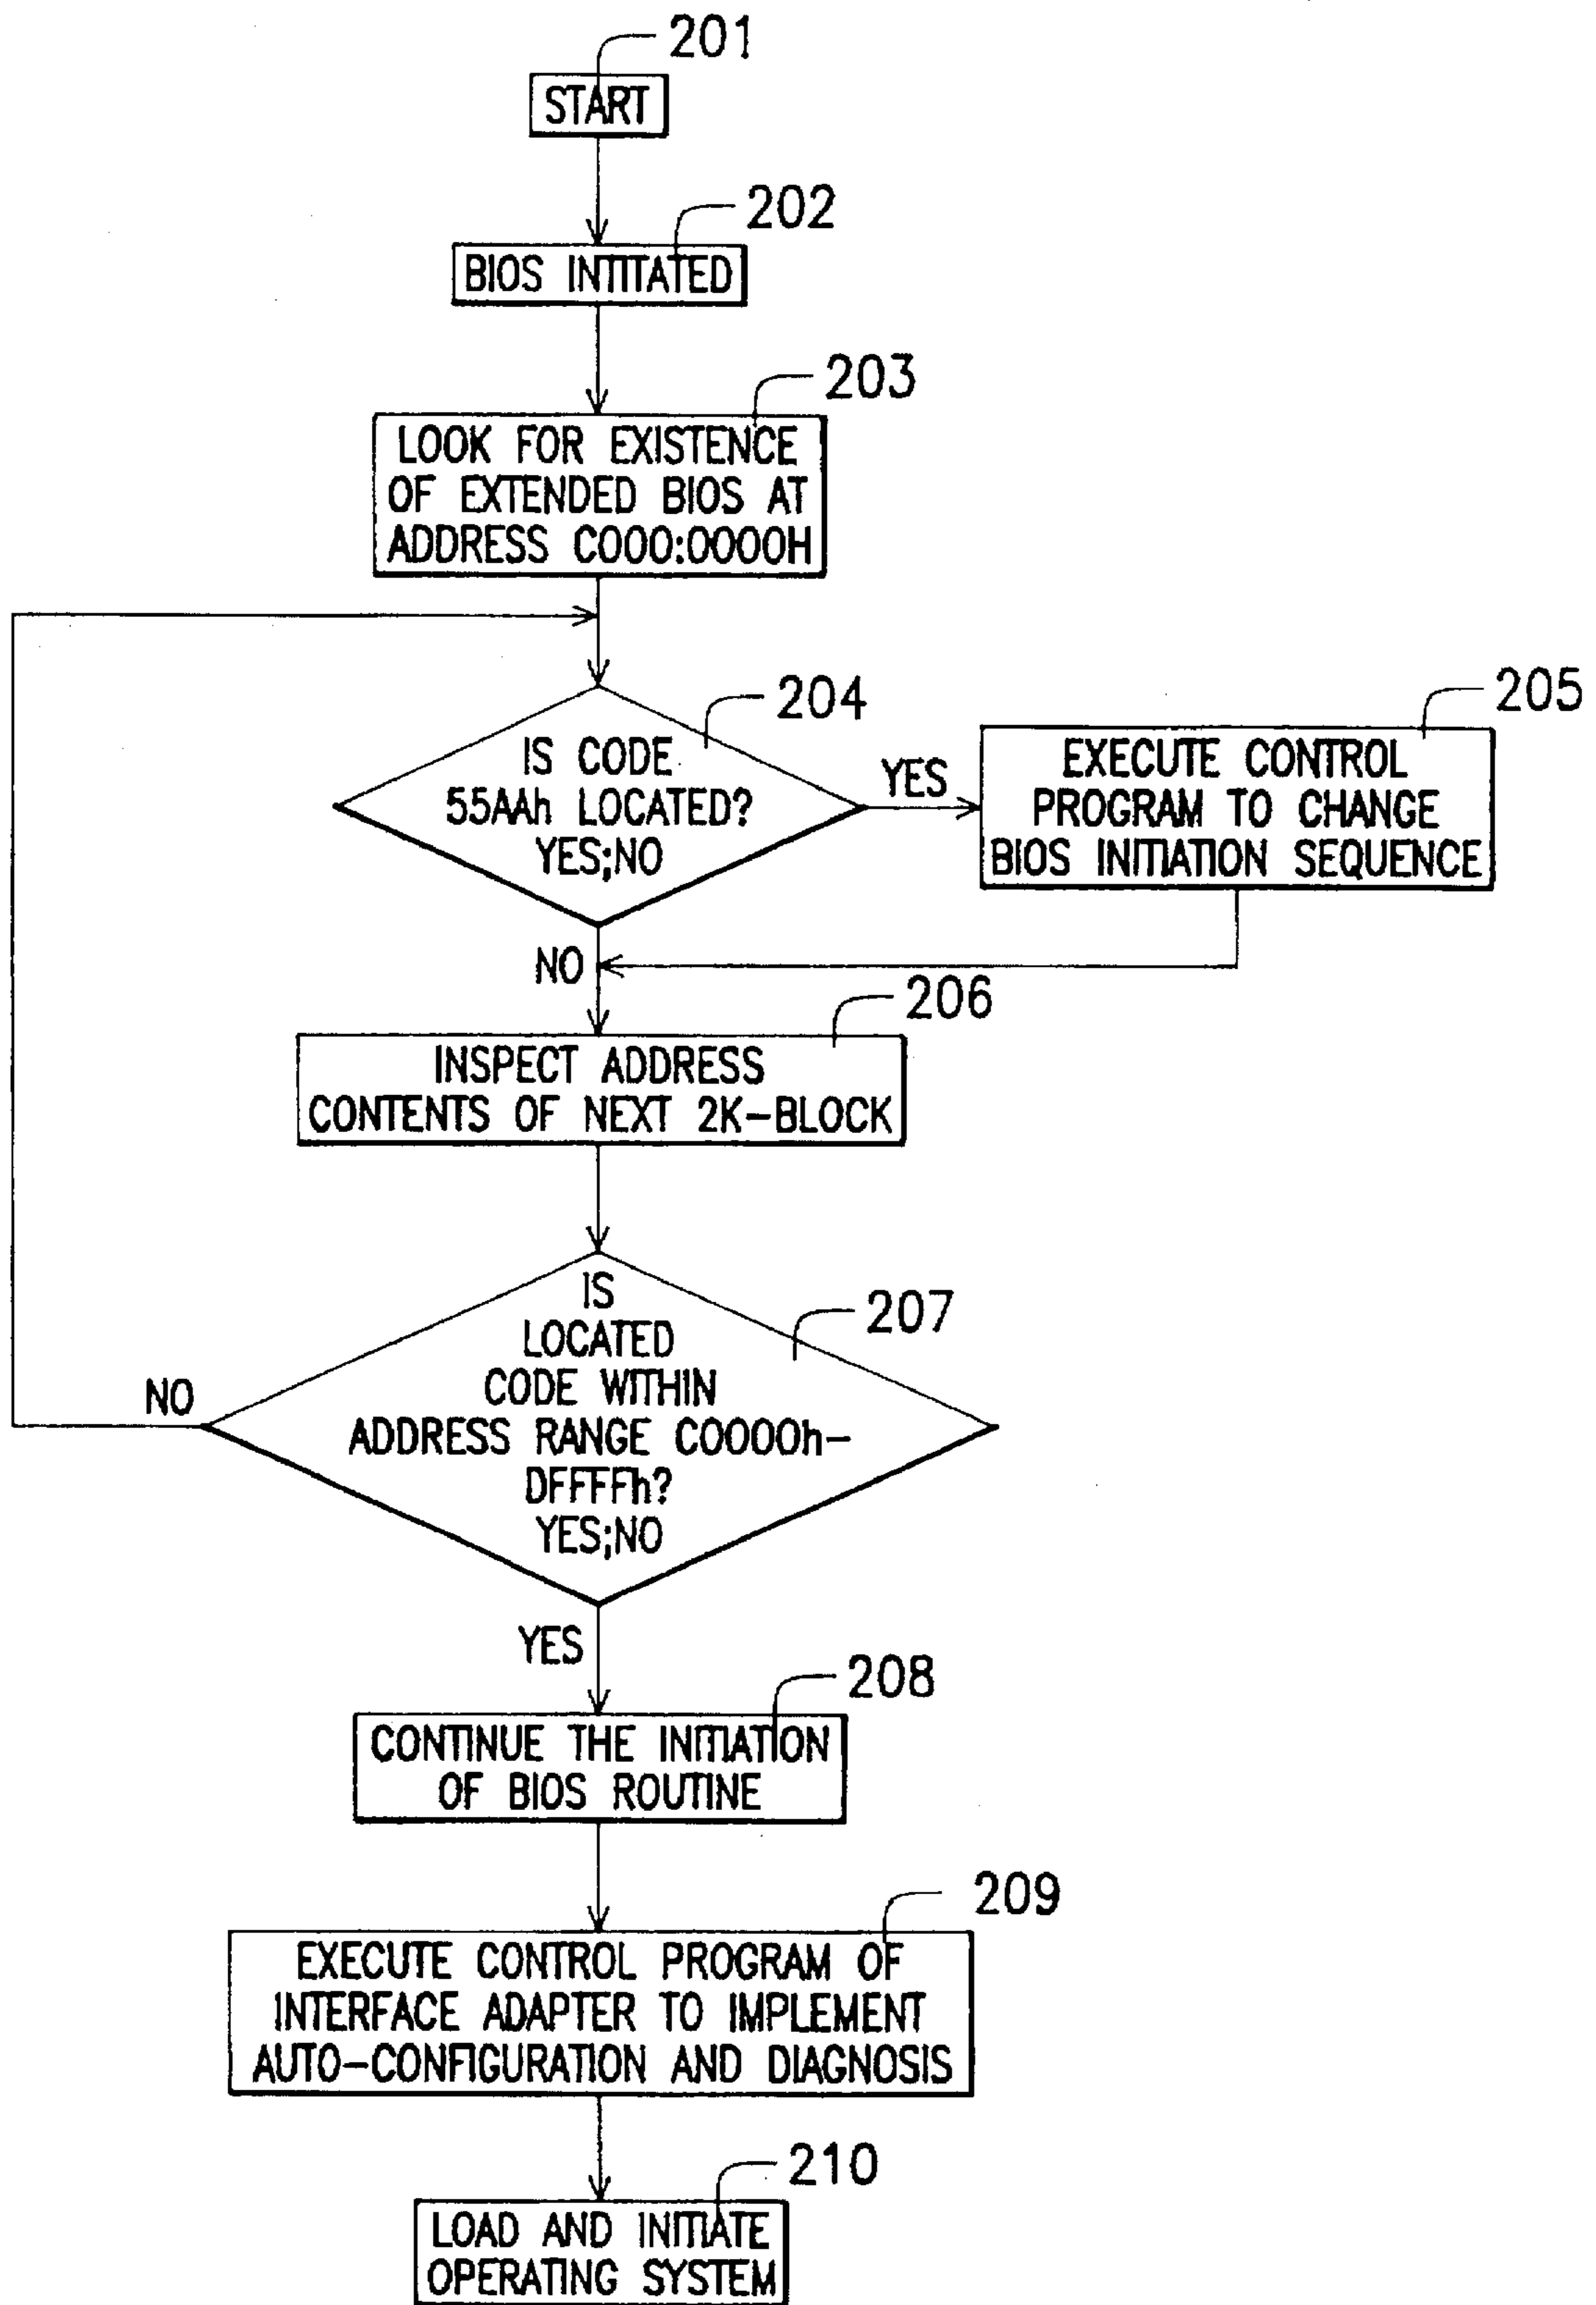 201
START
202
BIOS INTITATED
203
LOOK FOR EXISTENCE
OF EXTENDED BIOS AT
ADDRESS C000:0000H
204
IS CODE
55AAh LOCATED?
YES;NO
YES
205
EXECUTE CONTROL
PROGRAM TO CHANGE
BIOS INITIATION SEQUENCE
NO
206
INSPECT ADDRESS
CONTENTS OF NEXT 2K-BLOCK
207
IS
LOCATED
CODE WITHIN
ADDRESS RANGE C0000h-
DFFFFh?
YES;NO
NO
YES
208
CONTINUE THE INITIATION
OF BIOS ROUTINE
209
EXECUTE CONTROL PROGRAM OF
INTERFACE ADAPTER TO IMPLEMENT
AUTO-CONFIGURATION AND DIAGNOSIS
210
LOAD AND INITIATE
OPERATING SYSTEM